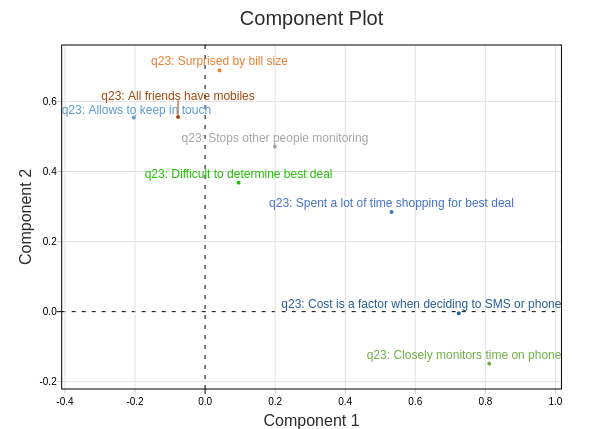 Component Plot
q23: Surprised by bill size
q23: All friends have mobiles
q23: Allows to keep in touch
q23: Stops other people monitoring
q23: Difficult to determine best deal
q23: Spent a lot of time shopping for best deal
q23: Cost is a factor when deciding to SMS or phone
q23: Closely monitors time on phone
Component 2
0.6
0.4
0.2
0.0
-0.2
-0.4
-0.2
0.0
0.2
0.4
0.6
0.8
1.0
Component 1